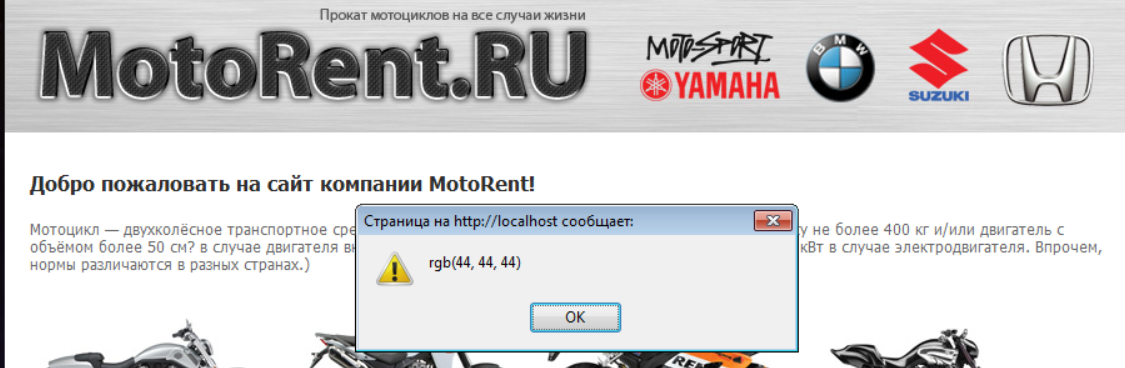 Прокат мотоциклов на все случаи жизни
MotoRent.RU
MOTOSPORT
YAMAHA
BMW
SUZUKI
Добро пожаловать на сайт компании MotoRent!
Страница на http://localhost сообщает:
Мотоцикл — двухколёсное транспортное сре
у не более 400 кг и/или двигатель с
объёмом более 50 см? в случае двигателя вн
кВт в случае электродвигателя. Впрочем,
нормы различаются в разных странах.)
rgb(44, 44, 44)
OK